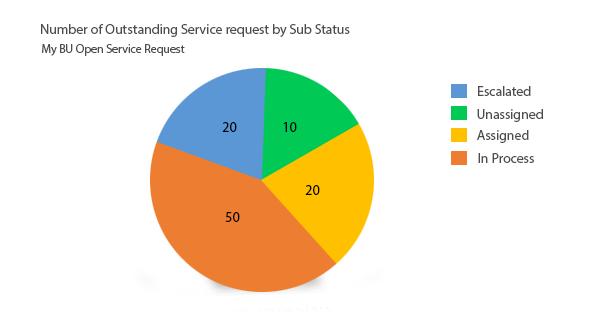 Number of Outstanding Service request by Sub Status
My BU Open Service Request
Escalated
Unassigned
Assigned
In Process
20
10
20
50